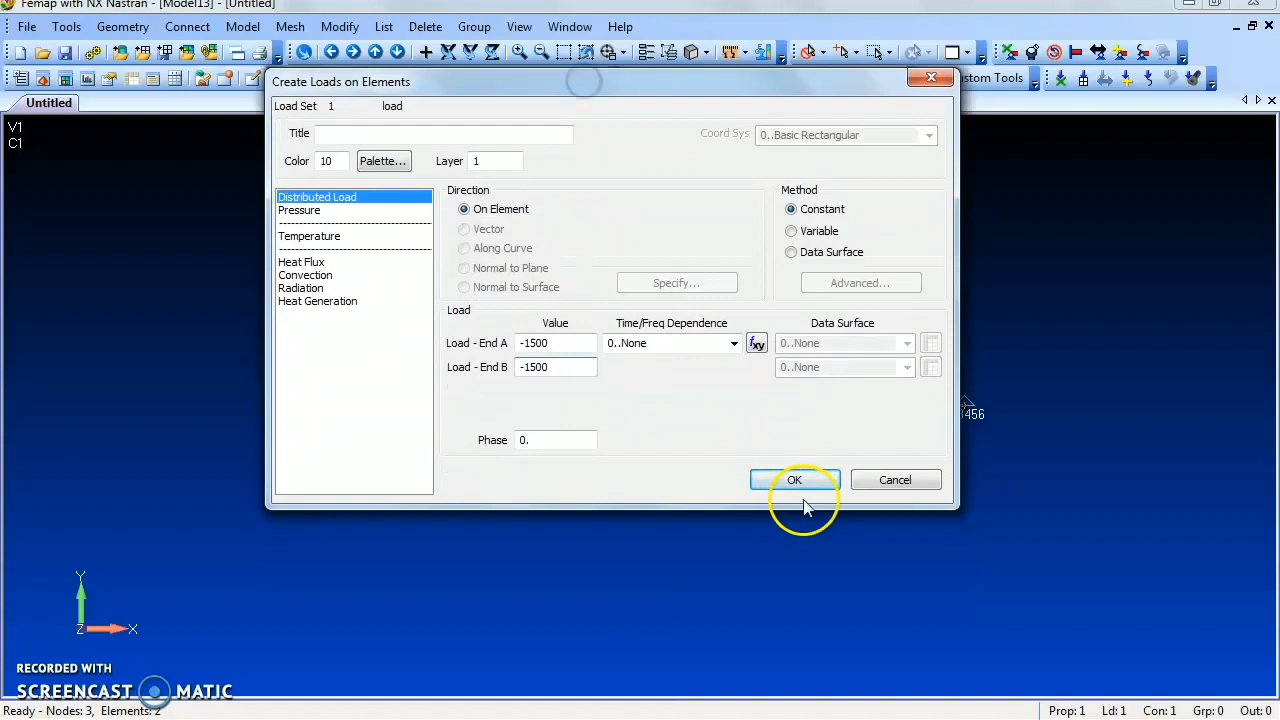 Femap with NX Nastran - [Model13] - [Untitled]
File Tools Geometry Connect Mesh Modify List Delete Group View Window Help
stom Tools
Untitled
V1
C1
Create Loads on Elements
Load Set 1 load
Title
Coord Sys 0..Basic Rectangular
Color 10 Palette... Layer 1
Distributed Load
Pressure
Temperature
Heat Flux
Convection
Radiation
Heat Generation
Direction
On Element
Vector
Along Curve
Normal to Plane
Normal to Surface
Specify...
Method
Constant
Variable
Data Surface
Advanced...
Load
Value Time/Freq Dependence Data Surface
Load - End A -1500 0..None fxy 0..None
Load - End B -1500 0..None
Phase 0.
OK Cancel
456
Y
Z X
RECORDED WITH
SCREENCAST MATIC
Ready - Nodes: 3, Elements: 2 Prop: 1 Ld: 1 Con: 1 Grp: 0 Out: 0